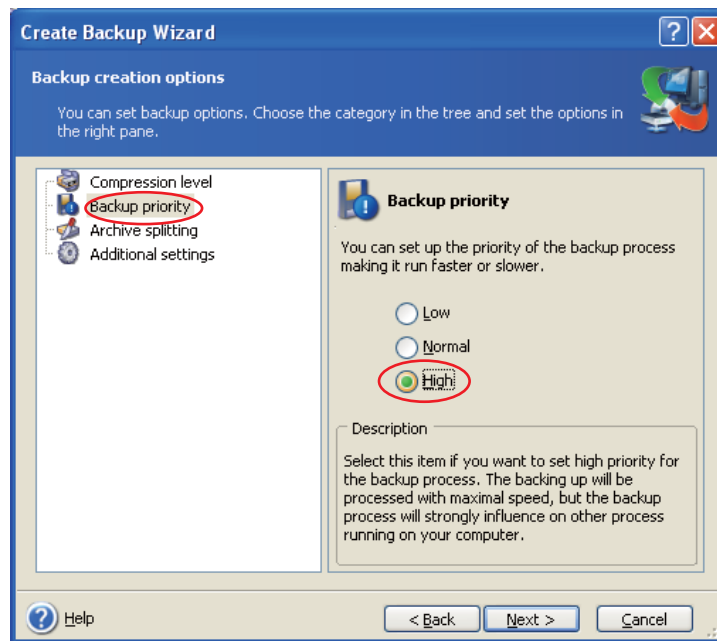 Create Backup Wizard
Backup creation options
You can set backup options. Choose the category in the tree and set the options in
the right pane.
Compression level
Backup priority
Archive splitting
Additional settings
Backup priority
You can set up the priority of the backup process
making it run faster or slower.
Low
Normal
High
Description
Select this item if you want to set high priority for
the backup process. The backing up will be
processed with maximal speed, but the backup
process will strongly influence on other process
running on your computer.
Help
< Back
Next >
Cancel